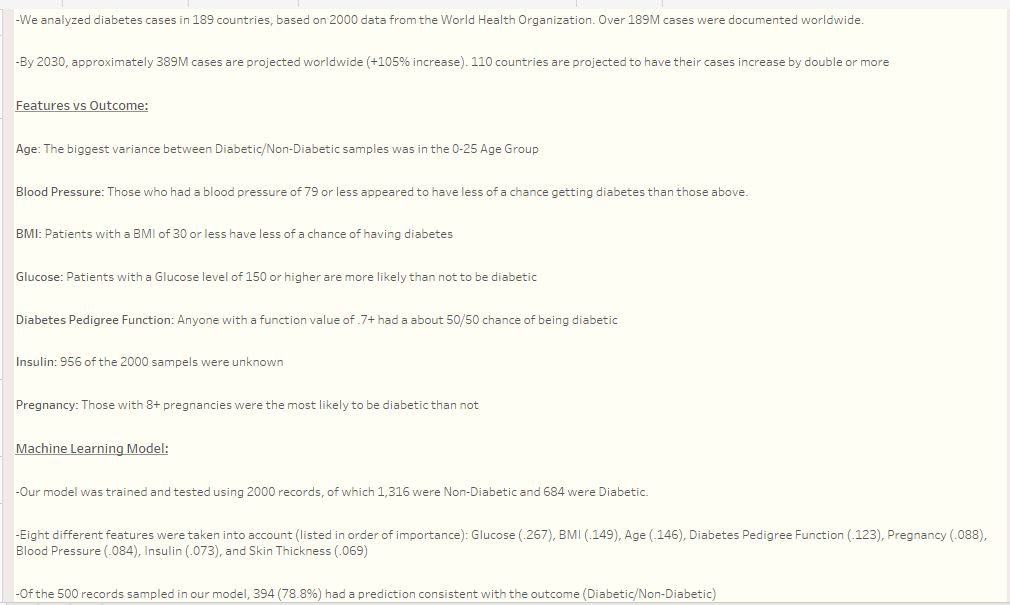 -We analyzed diabetes cases in 189 countries, based on 2000 data from the World Health Organization. Over 189M cases were documented worldwide.
-By 2030, approximately 389M cases are projected worldwide (+105% increase). 110 countries are projected to have their cases increase by double or more
Features vs Outcome:
Age: The biggest variance between Diabetic/Non-Diabetic samples was in the 0-25 Age Group
Blood Pressure: Those who had a blood pressure of 79 or less appeared to have less of a chance getting diabetes than those above.
BMI: Patients with a BMI of 30 or less have less of a chance of having diabetes
Glucose: Patients with a Glucose level of 150 or higher are more likely than not to be diabetic
Diabetes Pedigree Function: Anyone with a function value of .7+ had a about 50/50 chance of being diabetic
Insulin: 956 of the 2000 sampels were unknown
Pregnancy: Those with 8+ pregnancies were the most likely to be diabetic than not
Machine Learning Model:
-Our model was trained and tested using 2000 records, of which 1,316 were Non-Diabetic and 684 were Diabetic.
-Eight different features were taken into account (listed in order of importance): Glucose (.267), BMI (.149), Age (.146), Diabetes Pedigree Function (.123), Pregnancy (.088),
Blood Pressure (.084), Insulin (.073), and Skin Thickness (.069)
-Of the 500 records sampled in our model, 394 (78.8%) had a prediction consistent with the outcome (Diabetic/Non-Diabetic)